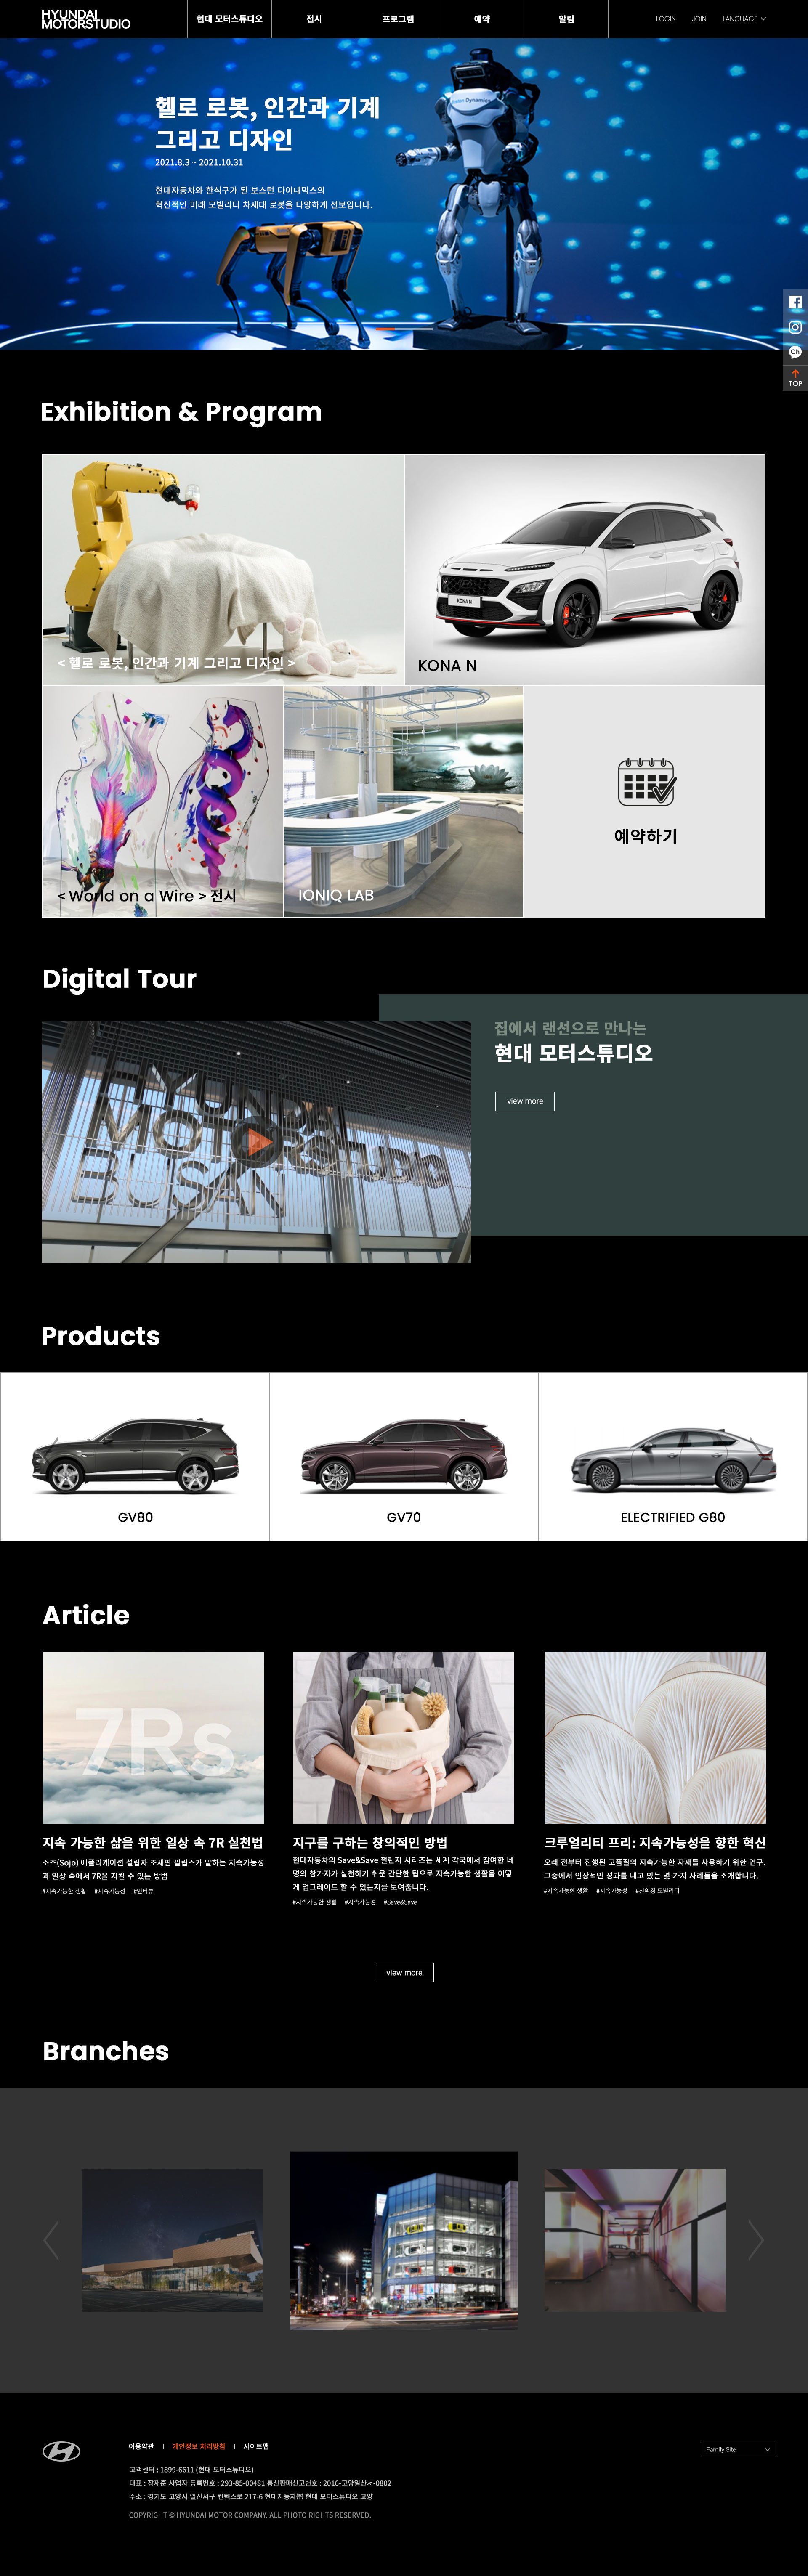 HYUNDAI
MOTORSTUDIO
현대 모터스튜디오
전시
프로그램
예약
알림
LOGIN
JOIN
LANGUAGE
헬로 로봇, 인간과 기계
그리고 디자인
2021.8.3 ~ 2021.10.31
현대자동차와 한식구가 된 보스턴 다이내믹스의
혁신적인 미래 모빌리티 차세대 로봇을 다양하게 선보입니다.
Dynamics
Ch
TOP
Exhibition & Program
< 헬로 로봇, 인간과 기계 그리고 디자인 >
KONA N
KONA N
< World on a Wire > 전시
IONIQ LAB
예약하기
Digital Tour
집에서 랜선으로 만나는
현대 모터스튜디오
view more
BUSAN
Products
GV80
GV70
ELECTRIFIED G80
Article
7Rs
지속 가능한 삶을 위한 일상 속 7R 실천법
소조(Sojo) 애플리케이션 설립자 조세핀 필립스가 말하는 지속가능성
과 일상 속에서 7R을 지킬 수 있는 방법
#지속가능한 생활 #지속가능성 #인터뷰
지구를 구하는 창의적인 방법
현대자동차의 Save&Save 챌린지 시리즈는 세계 각국에서 참여한 네
명의 참가자가 실천하기 쉬운 간단한 팁으로 지속가능한 생활을 어떻
게 업그레이드 할 수 있는지를 보여줍니다.
#지속가능한 생활 #지속가능성 #Save&Save
크루얼리티 프리: 지속가능성을 향한 혁신
오래 전부터 진행된 고품질의 지속가능한 자재를 사용하기 위한 연구.
그중에서 인상적인 성과를 내고 있는 몇 가지 사례들을 소개합니다.
#지속가능한 생활 #지속가능성 #친환경 모빌리티
view more
Branches
이용약관 | 개인정보 처리방침 | 사이트맵
고객센터 : 1899-6611 (현대 모터스튜디오)
대표 : 장재훈 사업자 등록번호 : 293-85-00481 통신판매신고번호 : 2016-고양일산서-0802
주소 : 경기도 고양시 일산서구 킨텍스로 217-6 현대자동차㈜ 현대 모터스튜디오 고양
COPYRIGHT © HYUNDAI MOTOR COMPANY. ALL PHOTO RIGHTS RESERVED.
Family Site